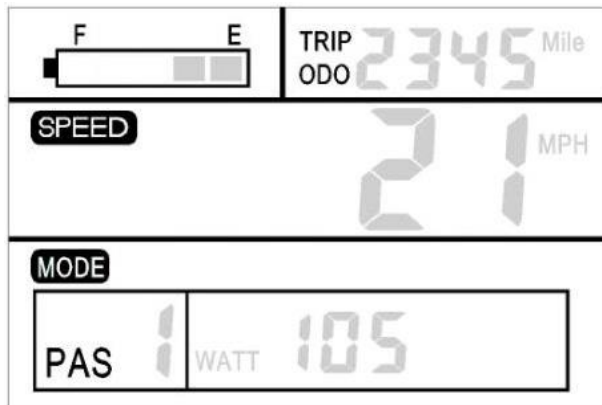 F E
TRIP 2345 Mile
ODO
SPEED
21 MPH
MODE
PAS 1 WATT 105